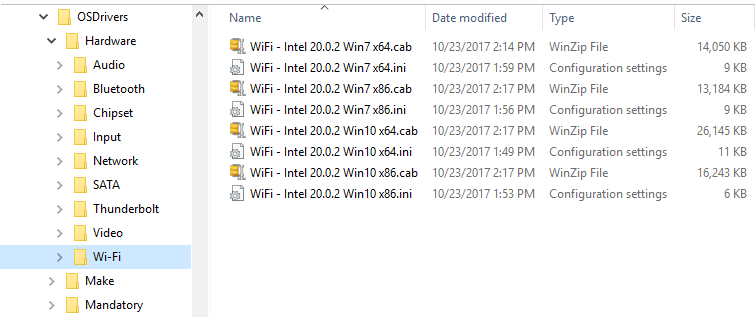 OSDrivers
Hardware
Audio
Bluetooth
Chipset
Input
Network
SATA
Thunderbolt
Video
Wi-Fi
Make
Mandatory
Name Date modified Type Size
WiFi - Intel 20.0.2 Win7 x64.cab 10/23/2017 2:14 PM WinZip File 14,050 KB
WiFi - Intel 20.0.2 Win7 x64.ini 10/23/2017 1:59 PM Configuration settings 9 KB
WiFi - Intel 20.0.2 Win7 x86.cab 10/23/2017 2:17 PM WinZip File 13,184 KB
WiFi - Intel 20.0.2 Win7 x86.ini 10/23/2017 1:56 PM Configuration settings 9 KB
WiFi - Intel 20.0.2 Win10 x64.cab 10/23/2017 2:17 PM WinZip File 26,145 KB
WiFi - Intel 20.0.2 Win10 x64.ini 10/23/2017 1:49 PM Configuration settings 11 KB
WiFi - Intel 20.0.2 Win10 x86.cab 10/23/2017 2:17 PM WinZip File 16,243 KB
WiFi - Intel 20.0.2 Win10 x86.ini 10/23/2017 1:53 PM Configuration settings 6 KB